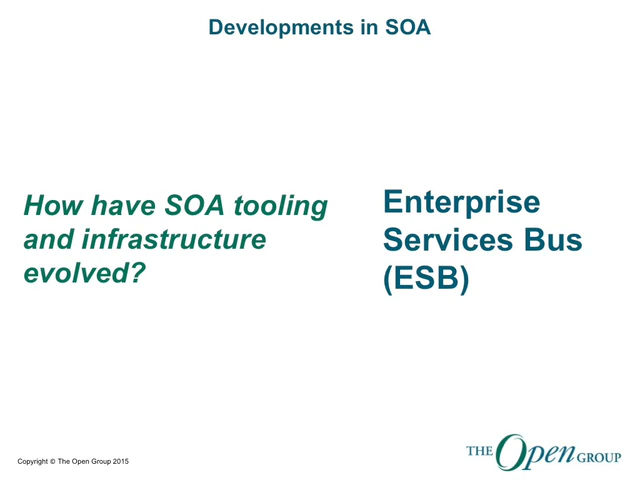 Developments in SOA
How have SOA tooling
and infrastructure
evolved?
Enterprise
Services Bus
(ESB)
Copyright © The Open Group 2015
THE Open GROUP